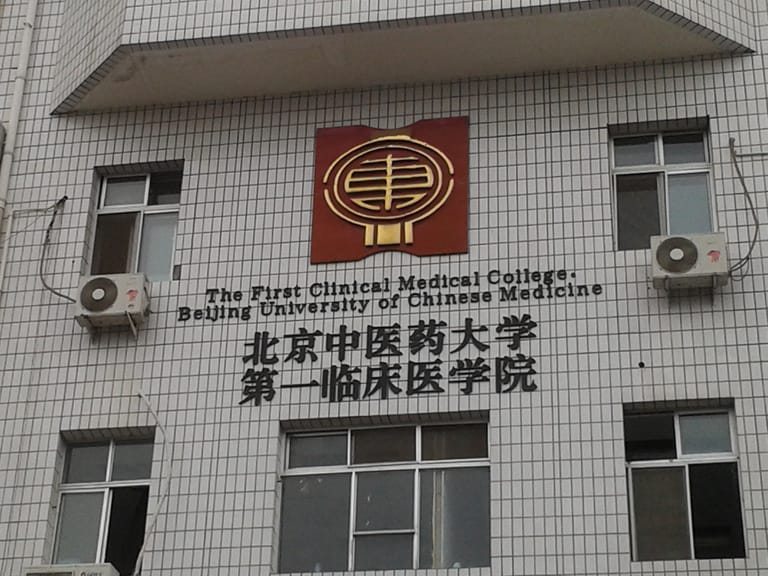 The First Clinical Medical College.
Beijing University of Chinese Medicine
北京中医药大学
第一临床医学院